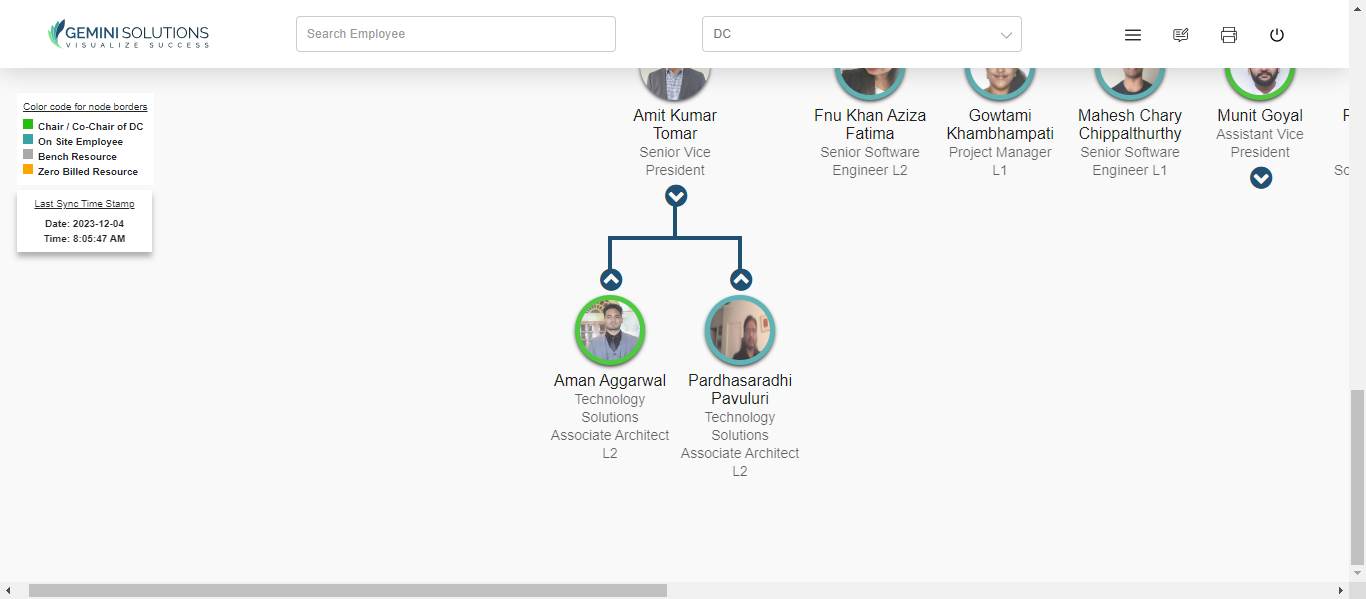 GEMINI SOLUTIONS
VISUALIZE SUCCESS
Search Employee
DC
Color code for node borders
Chair / Co-Chair of DC
On Site Employee
Bench Resource
Zero Billed Resource
Last Sync Time Stamp
Date: 2023-12-04
Time: 8:05:47 AM
Amit Kumar
Tomar
Senior Vice
President
Fnu Khan Aziza
Fatima
Senior Software
Engineer L2
Gowtami
Khambhampati
Project Manager
L1
Mahesh Chary
Chippalthurthy
Senior Software
Engineer L1
Munit Goyal
Assistant Vice
President
Aman Aggarwal
Technology
Solutions
Associate Architect
L2
Pardhasaradhi
Pavuluri
Technology
Solutions
Associate Architect
L2